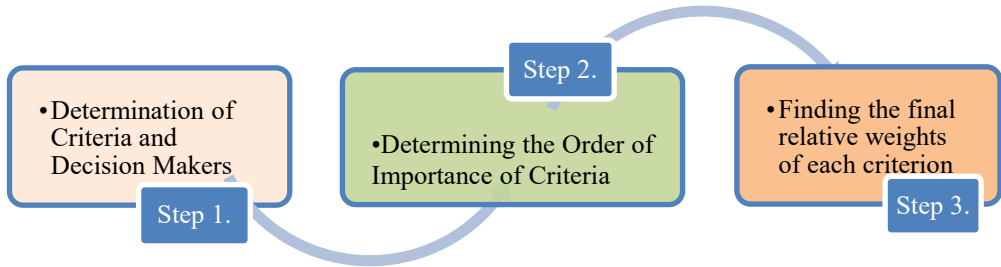 •Determination of
Criteria and
Decision Makers
Step 1.
Step 2.
•Determining the Order of
Importance of Criteria
•Finding the final
relative weights
of each criterion
Step 3.